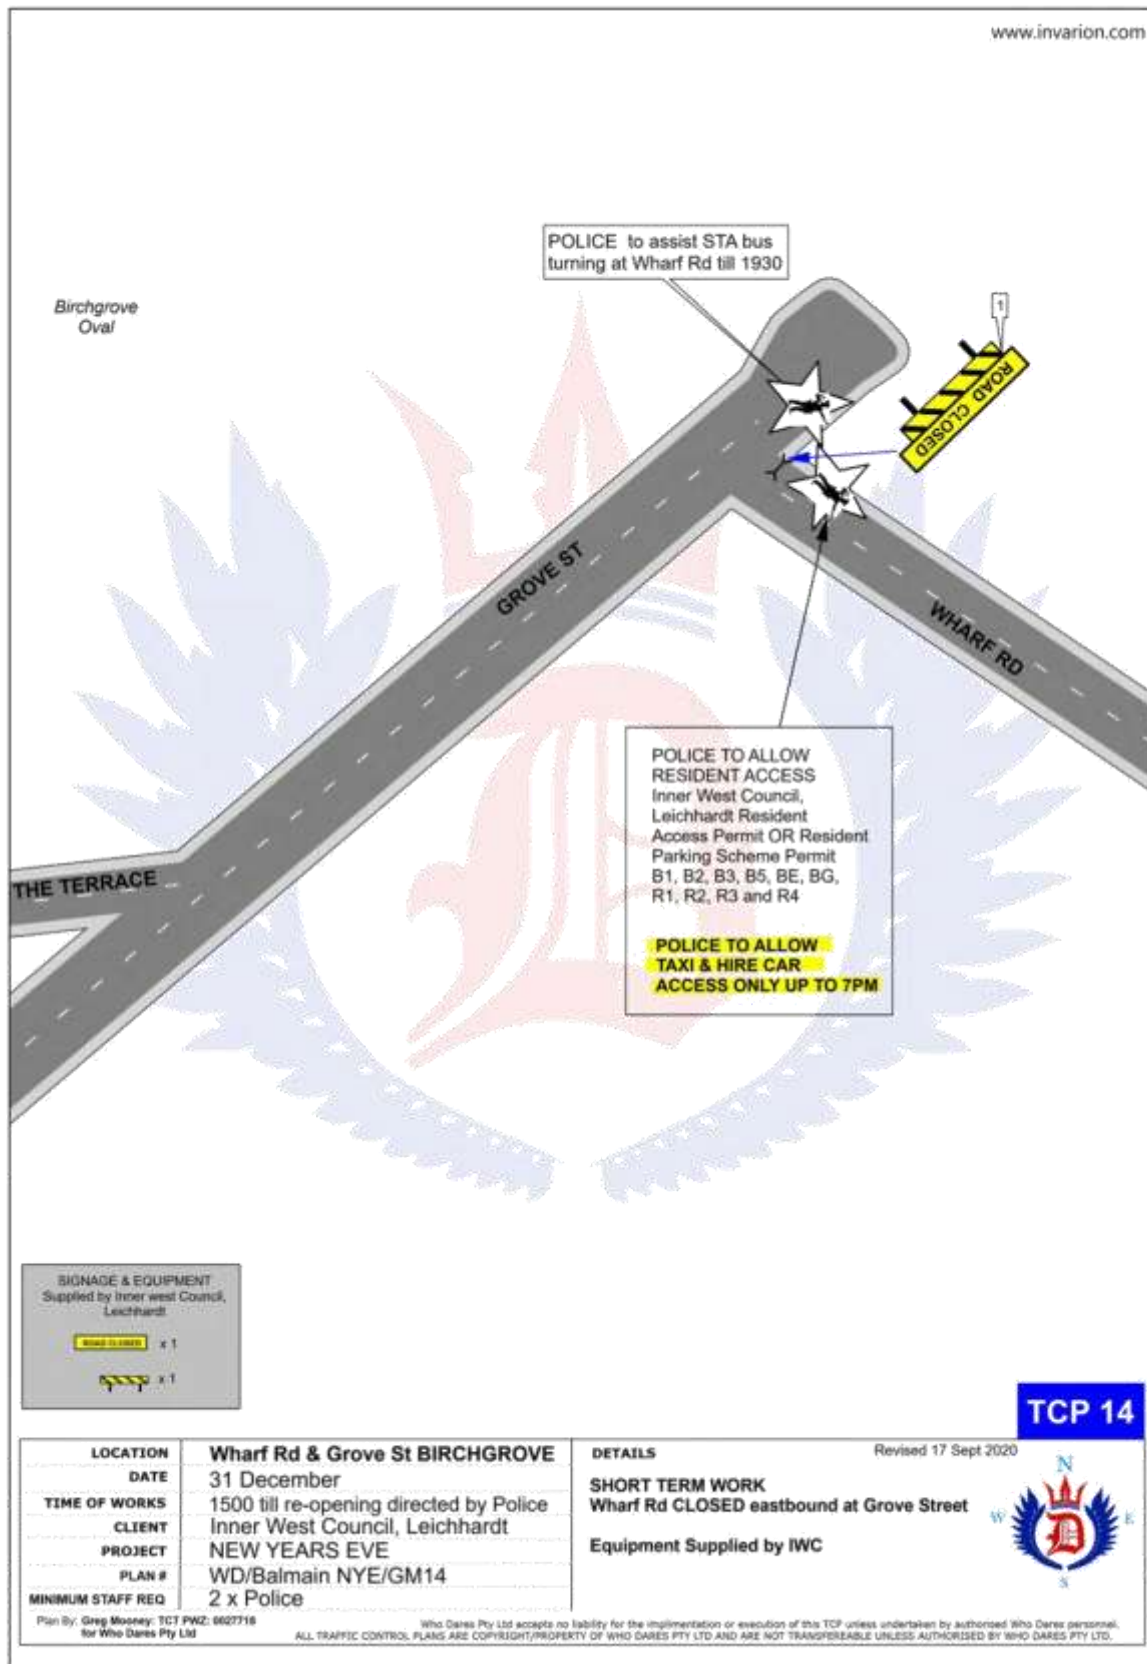 www.invarion.com
POLICE to assist STA bus
turning at Wharf Rd till 1930
Birchgrove
Oval
1
ROAD CLOSED
GROVE ST
WHARF RD
POLICE TO ALLOW
RESIDENT ACCESS
Inner West Council,
Leichhardt Resident
Access Permit OR Resident
Parking Scheme Permit
B1, B2, B3, B5, BE, BG,
R1, R2, R3 and R4
POLICE TO ALLOW
TAXI & HIRE CAR
ACCESS ONLY UP TO 7PM
THE TERRACE
SIGNAGE & EQUIPMENT
Supplied by Inner west Council,
Leichhardt
ROAD CLOSED x 1
x 1
TCP 14
LOCATION Wharf Rd & Grove St BIRCHGROVE
DATE 31 December
TIME OF WORKS 1500 till re-opening directed by Police
CLIENT Inner West Council, Leichhardt
PROJECT NEW YEARS EVE
PLAN # WD/Balmain NYE/GM14
MINIMUM STAFF REQ 2 x Police
DETAILS Revised 17 Sept 2020
SHORT TERM WORK
Wharf Rd CLOSED eastbound at Grove Street
Equipment Supplied by IWC
N
W D E
S
Plan By: Greg Mooney: TCT PWZ: 0027718
for Who Dares Pty Ltd
Who Dares Pty Ltd accepts no liability for the implimentation or execution of this TCP unless undertaken by authorised Who Dares personnel.
ALL TRAFFIC CONTROL PLANS ARE COPYRIGHT/PROPERTY OF WHO DARES PTY LTD AND ARE NOT TRANSFEREABLE UNLESS AUTHORISED BY WHO DARES PTY LTD.